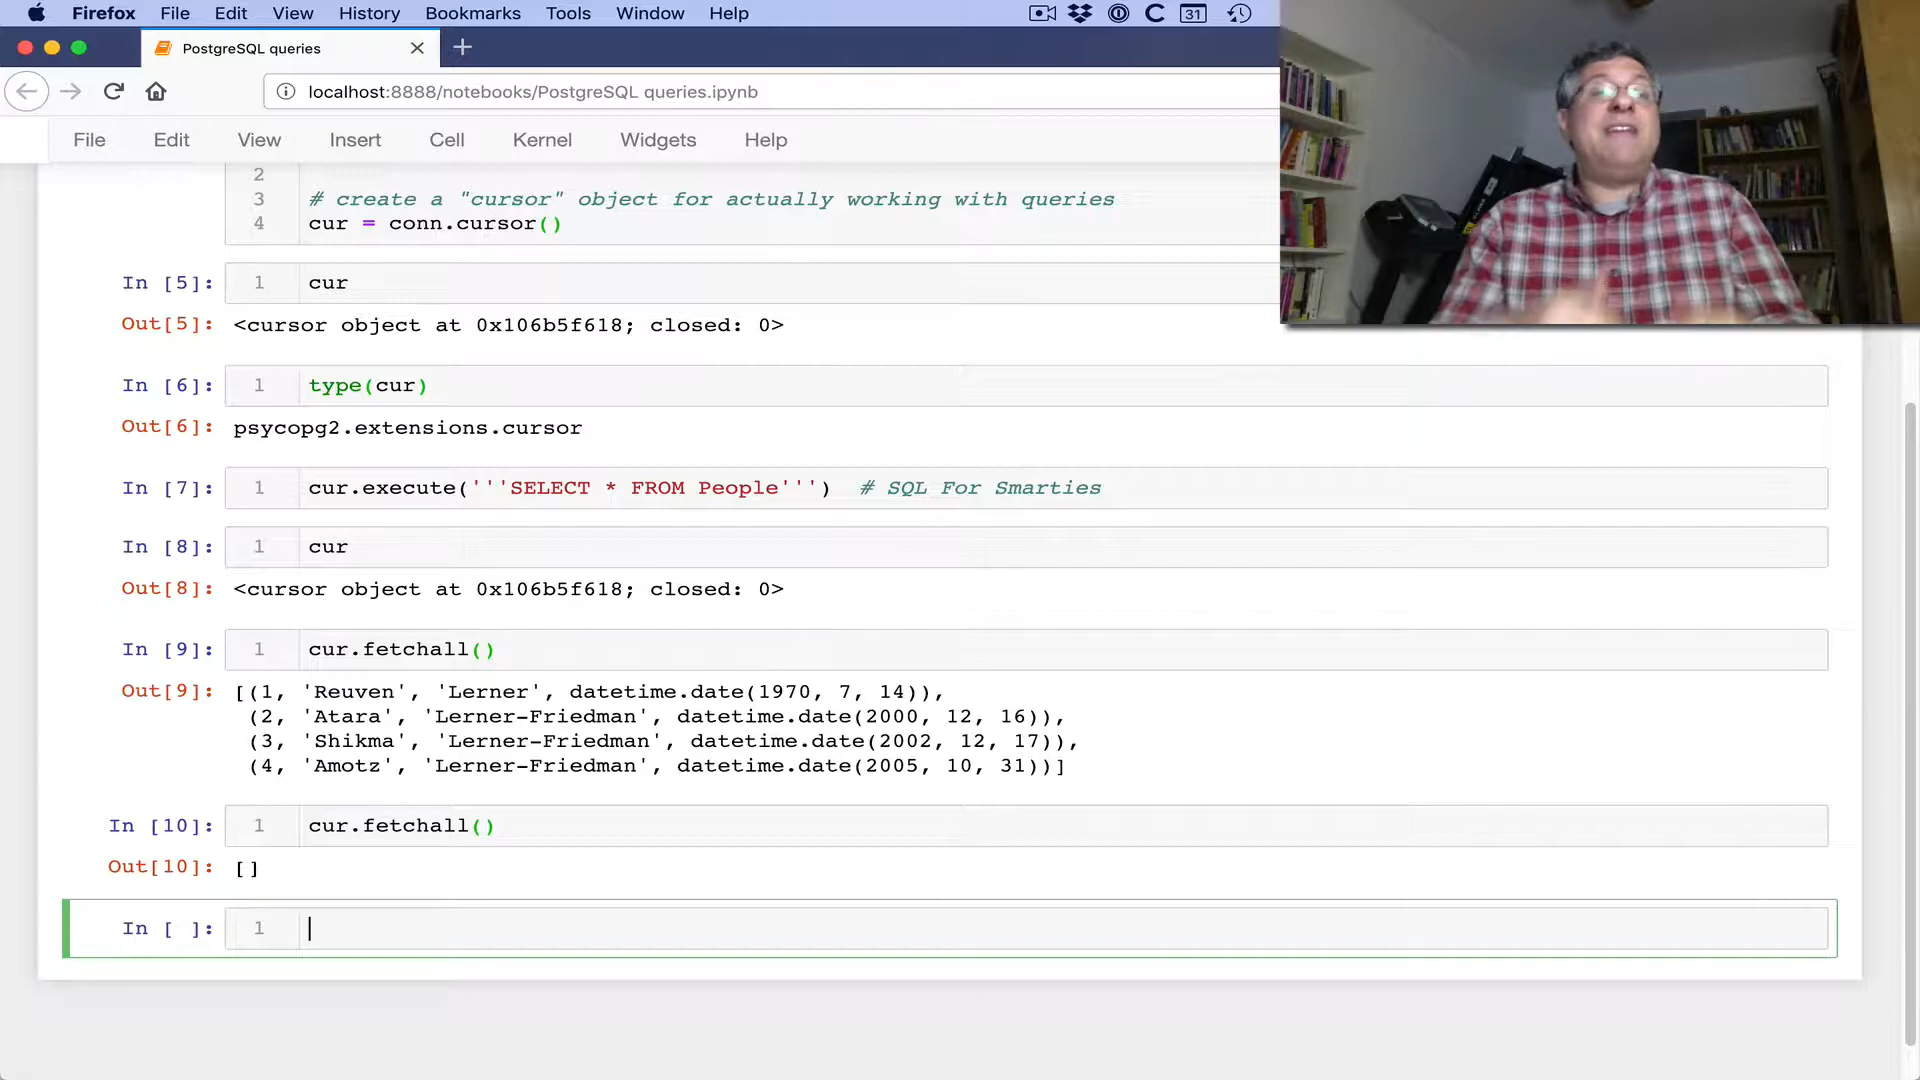 Firefox File Edit View History Bookmarks Tools Window Help 31
PostgreSQL queries
localhost:8888/notebooks/PostgreSQL queries.ipynb
File Edit View Insert Cell Kernel Widgets Help
2
3 # create a "cursor" object for actually working with queries
4 cur = conn.cursor()
In [5]: 1 cur
Out[5]: <cursor object at 0x106b5f618; closed: 0>
In [6]: 1 type(cur)
Out[6]: psycopg2.extensions.cursor
In [7]: 1 cur.execute('''SELECT * FROM People''') # SQL For Smarties
In [8]: 1 cur
Out[8]: <cursor object at 0x106b5f618; closed: 0>
In [9]: 1 cur.fetchall()
Out[9]: [(1, 'Reuven', 'Lerner', datetime.date(1970, 7, 14)),
(2, 'Atara', 'Lerner-Friedman', datetime.date(2000, 12, 16)),
(3, 'Shikma', 'Lerner-Friedman', datetime.date(2002, 12, 17)),
(4, 'Amotz', 'Lerner-Friedman', datetime.date(2005, 10, 31))]
In [10]: 1 cur.fetchall()
Out[10]: []
In [ ]: 1